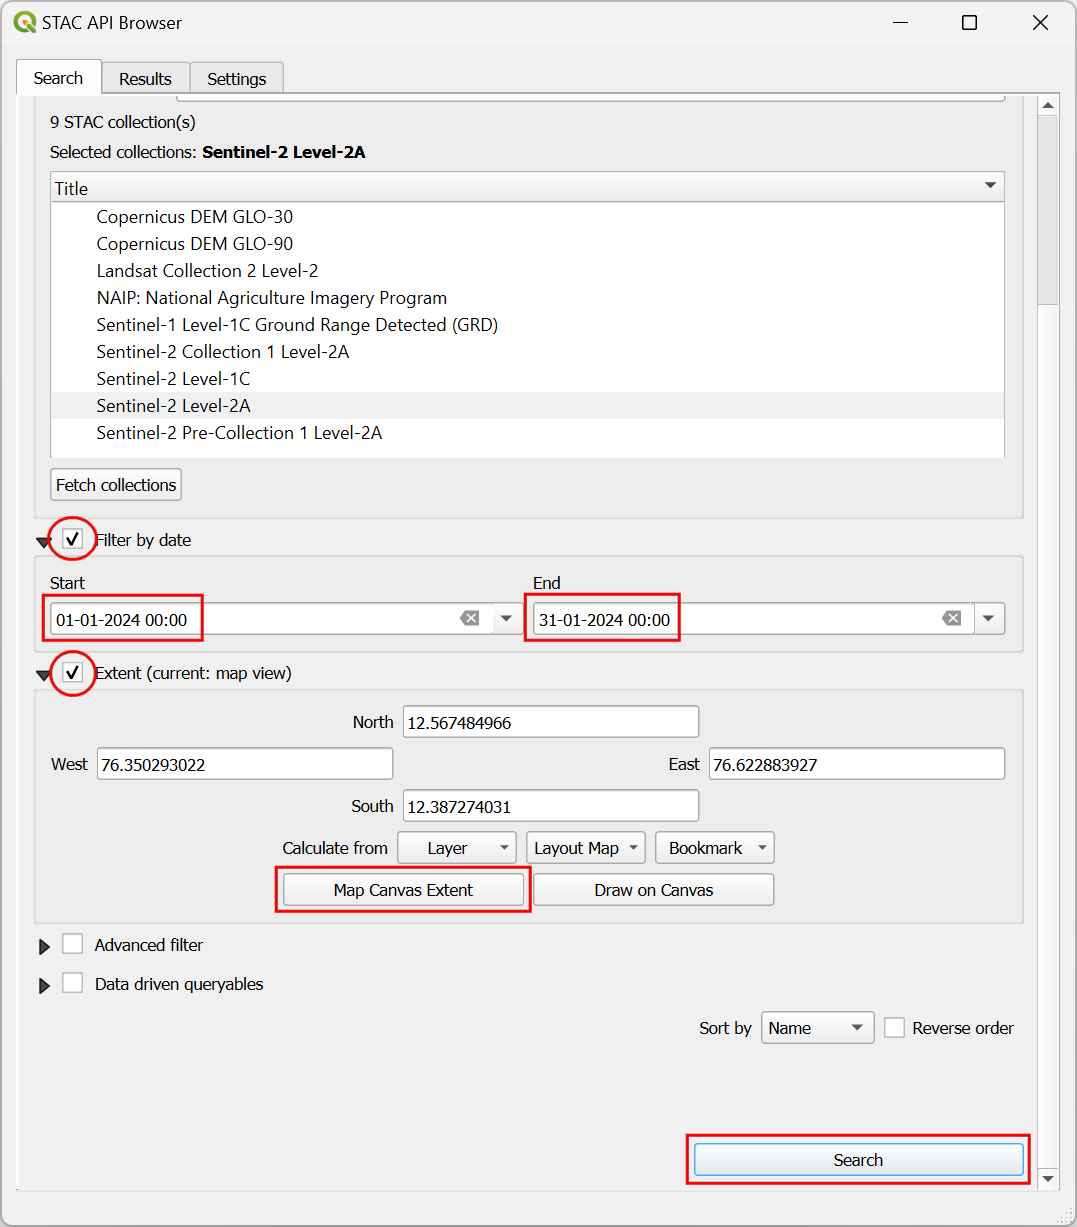 STAC API Browser
Search Results Settings
9 STAC collection(s)
Selected collections: Sentinel-2 Level-2A
Title
Copernicus DEM GLO-30
Copernicus DEM GLO-90
Landsat Collection 2 Level-2
NAIP: National Agriculture Imagery Program
Sentinel-1 Level-1C Ground Range Detected (GRD)
Sentinel-2 Collection 1 Level-2A
Sentinel-2 Level-1C
Sentinel-2 Level-2A
Sentinel-2 Pre-Collection 1 Level-2A
Fetch collections
Filter by date
Start End
01-01-2024 00:00 31-01-2024 00:00
Extent (current: map view)
North 12.567484966
West 76.350293022 East 76.622883927
South 12.387274031
Calculate from Layer Layout Map Bookmark
Map Canvas Extent Draw on Canvas
Advanced filter
Data driven queryables
Sort by Name Reverse order
Search